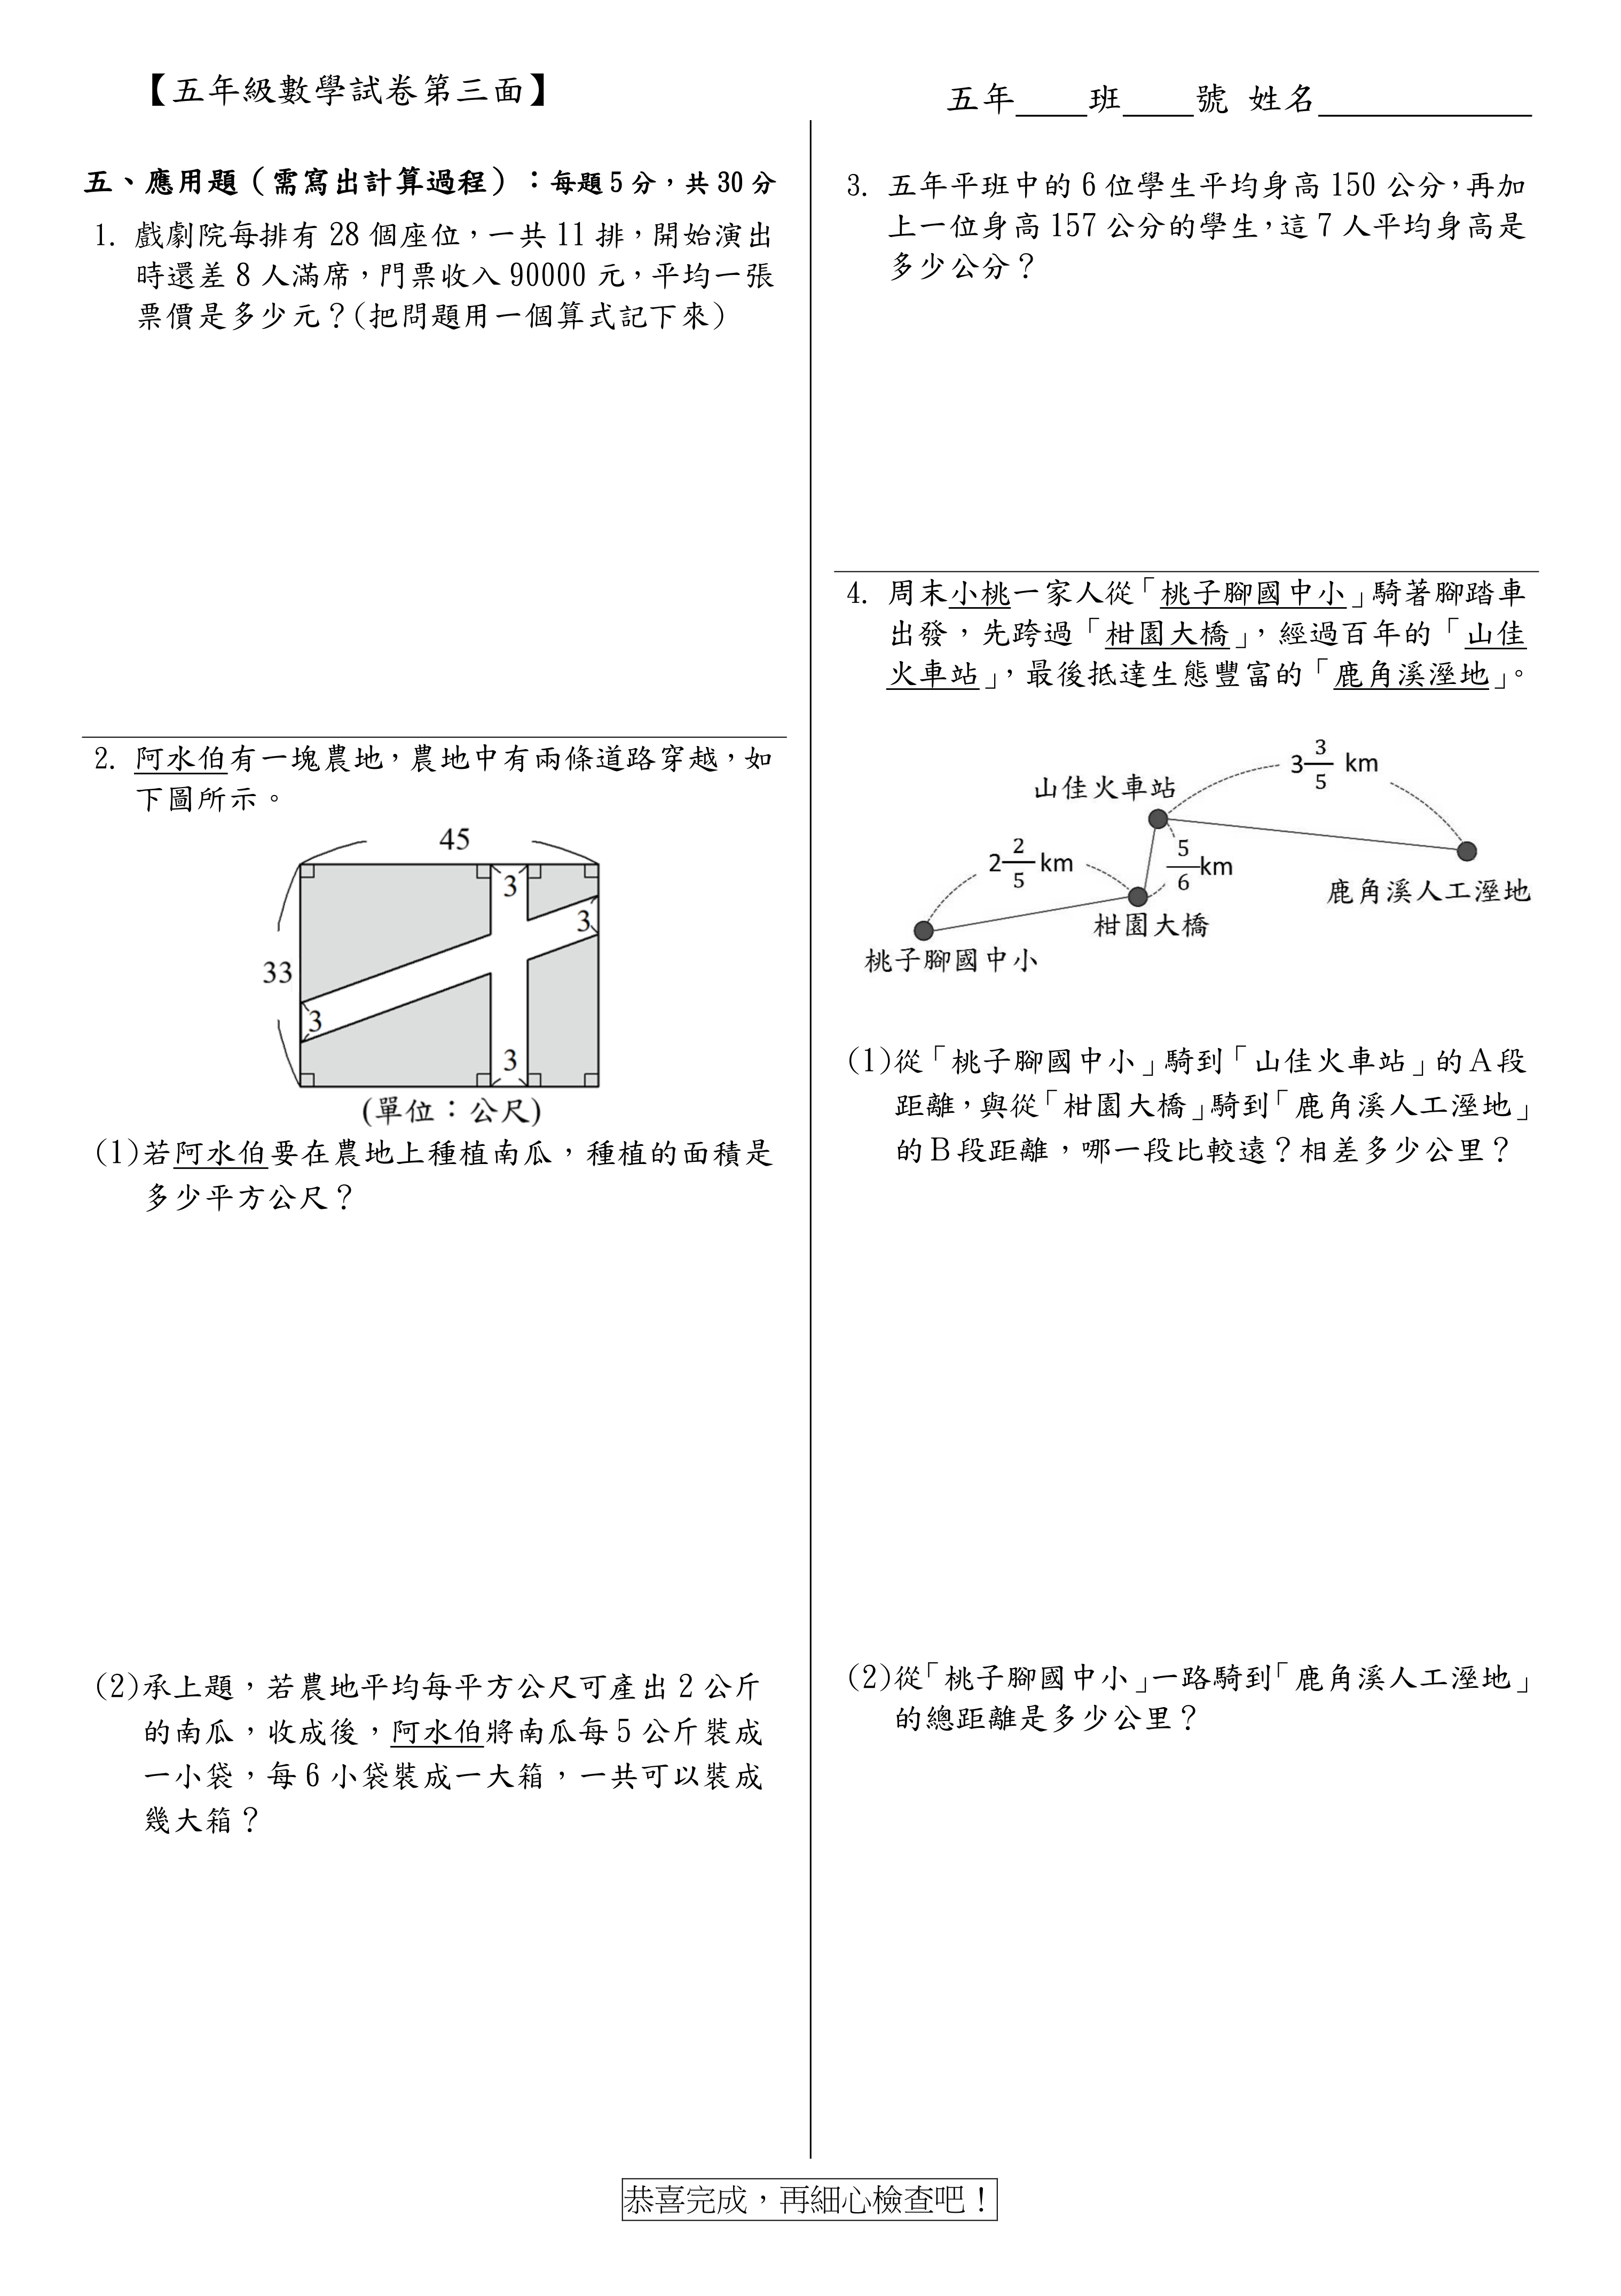 【五年級數學試卷第三面】
五年____班____號 姓名____________
五、應用題（需寫出計算過程）：每題 5 分，共 30 分
1. 戲劇院每排有 28 個座位，一共 11 排，開始演出
時還差 8 人滿席，門票收入 90000 元，平均一張
票價是多少元？(把問題用一個算式記下來)
2. 阿水伯有一塊農地，農地中有兩條道路穿越，如
下圖所示。
45
3
3
33
3
3
(單位：公尺)
(1)若阿水伯要在農地上種植南瓜，種植的面積是
多少平方公尺？
(2)承上題，若農地平均每平方公尺可產出 2 公斤
的南瓜，收成後，阿水伯將南瓜每 5 公斤裝成
一小袋，每 6 小袋裝成一大箱，一共可以裝成
幾大箱？
3. 五年平班中的 6 位學生平均身高 150 公分，再加
上一位身高 157 公分的學生，這 7 人平均身高是
多少公分？
4. 周末小桃一家人從「桃子腳國中小」騎著腳踏車
出發，先跨過「柑園大橋」，經過百年的「山佳
火車站」，最後抵達生態豐富的「鹿角溪溼地」。
3 3/5 km
山佳火車站
2 2/5 km
5/6 km
鹿角溪人工溼地
柑園大橋
桃子腳國中小
(1)從「桃子腳國中小」騎到「山佳火車站」的Ａ段
距離，與從「柑園大橋」騎到「鹿角溪人工溼地」
的Ｂ段距離，哪一段比較遠？相差多少公里？
(2)從「桃子腳國中小」一路騎到「鹿角溪人工溼地」
的總距離是多少公里？
恭喜完成，再細心檢查吧！